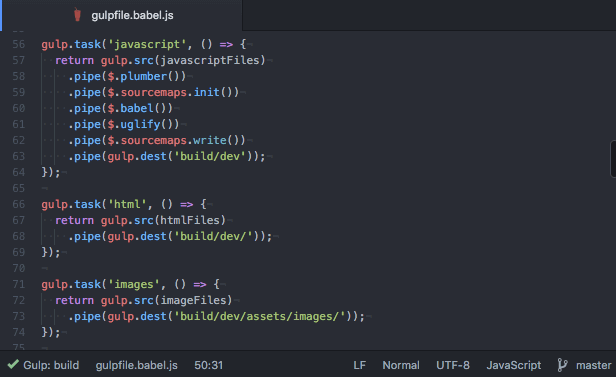 gulpfile.babel.js
56 gulp.task('javascript', () => {
57   return gulp.src(javascriptFiles)
58     .pipe($.plumber())
59     .pipe($.sourcemaps.init())
60     .pipe($.babel())
61     .pipe($.uglify())
62     .pipe($.sourcemaps.write())
63     .pipe(gulp.dest('build/dev'));
64 });
65
66 gulp.task('html', () => {
67   return gulp.src(htmlFiles)
68     .pipe(gulp.dest('build/dev/'));
69 });
70
71 gulp.task('images', () => {
72   return gulp.src(imageFiles)
73     .pipe(gulp.dest('build/dev/assets/images/'));
74 });
75
Gulp: build gulpfile.babel.js 50:31 LF Normal UTF-8 JavaScript master